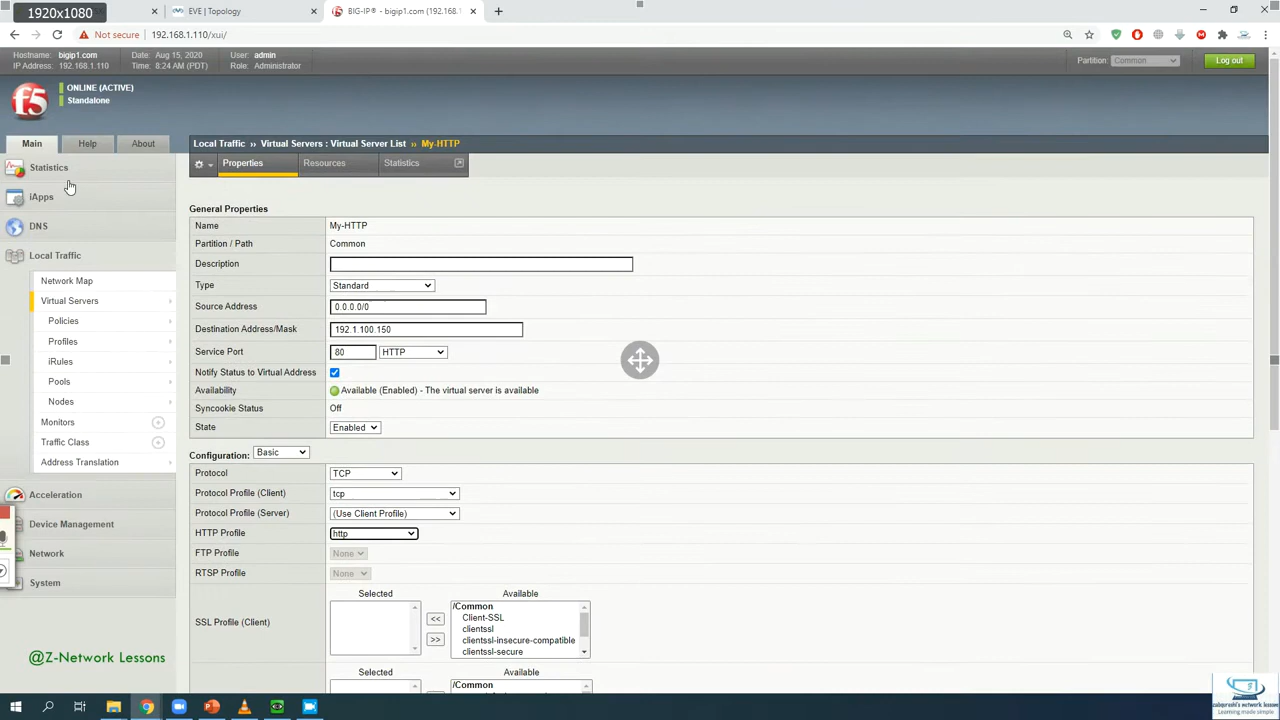 1920x1080
EVE | Topology
BIG-IP® - bigip1.com (192.168.1
Not secure
192.168.1.110/xui/
Hostname: bigip1.com
Date: Aug 15, 2020
User: admin
IP Address: 192.168.1.110
Time: 8:24 AM (PDT)
Role: Administrator
Partition: Common
Log out
f5
ONLINE (ACTIVE)
Standalone
Main
Help
About
Local Traffic ›› Virtual Servers : Virtual Server List ›› My-HTTP
Properties
Resources
Statistics
Statistics
iApps
DNS
Local Traffic
Network Map
Virtual Servers
Policies
Profiles
iRules
Pools
Nodes
Monitors
Traffic Class
Address Translation
Acceleration
Device Management
Network
System
General Properties
Name My-HTTP
Partition / Path Common
Description
Type Standard
Source Address 0.0.0.0/0
Destination Address/Mask 192.1.100.150
Service Port 80 HTTP
Notify Status to Virtual Address
Availability Available (Enabled) - The virtual server is available
Syncookie Status Off
State Enabled
Configuration: Basic
Protocol TCP
Protocol Profile (Client) tcp
Protocol Profile (Server) (Use Client Profile)
HTTP Profile http
FTP Profile None
RTSP Profile None
Selected Available
SSL Profile (Client)
<<
>>
/Common
Client-SSL
clientssl
clientssl-insecure-compatible
clientssl-secure
Selected Available
/Common
@Z-Network Lessons
Learning made simple